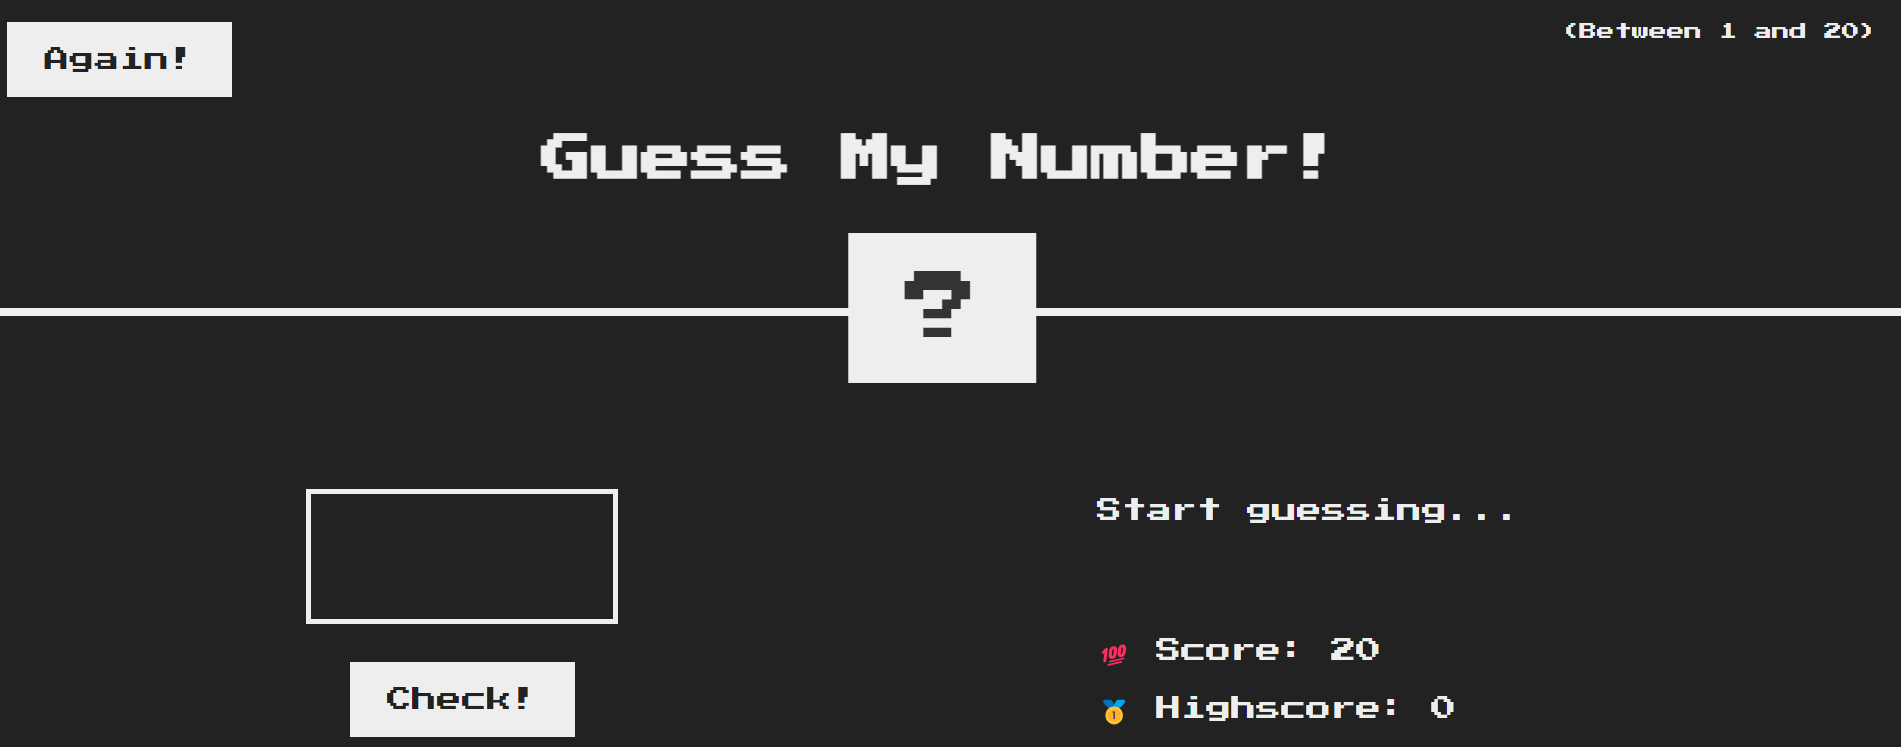 Again!
(Between 1 and 20)
Guess My Number!
?
Start guessing...
💯 Score: 20
🥇 Highscore: 0
Check!